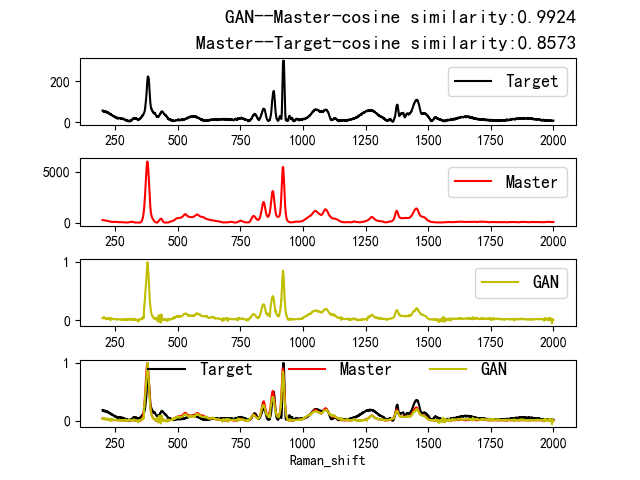 GAN--Master-cosine similarity:0.9924
Master--Target-cosine similarity:0.8573
200
0
Target
250 500 750 1000 1250 1500 1750 2000
5000
0
Master
250 500 750 1000 1250 1500 1750 2000
1
0
GAN
250 500 750 1000 1250 1500 1750 2000
1
0
Target Master GAN
250 500 750 1000 1250 1500 1750 2000
Raman_shift